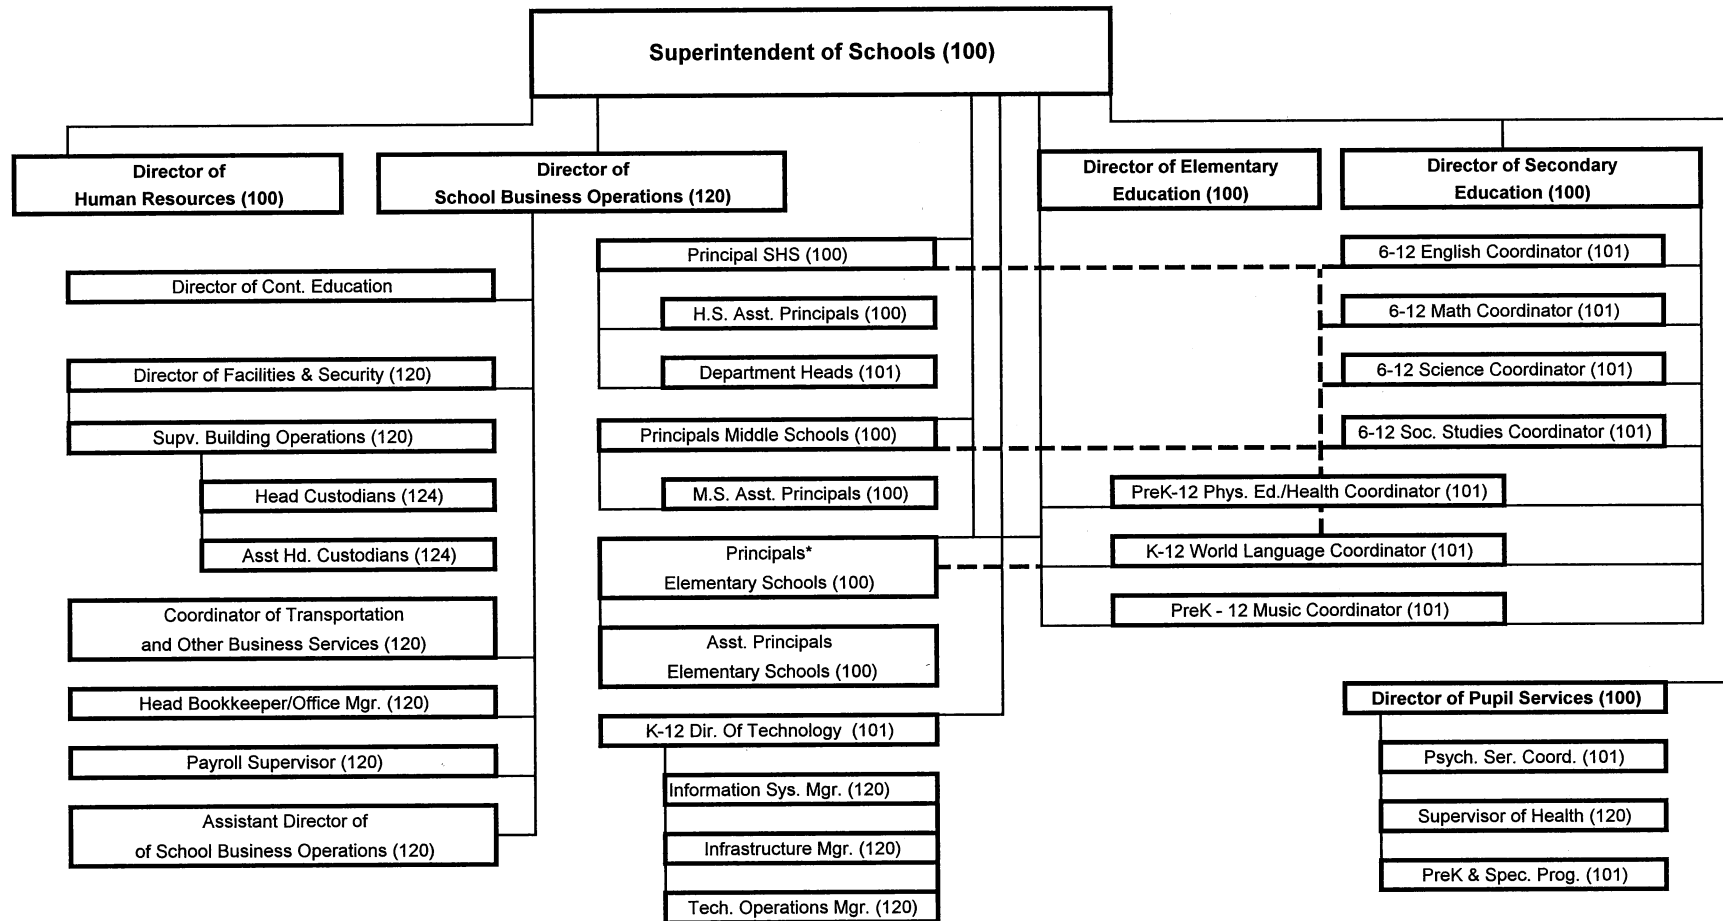 Superintendent of Schools (100)
Director of
Human Resources (100)
Director of
School Business Operations (120)
Director of Elementary
Education (100)
Director of Secondary
Education (100)
Director of Cont. Education
Director of Facilities & Security (120)
Supv. Building Operations (120)
Head Custodians (124)
Asst Hd. Custodians (124)
Coordinator of Transportation
and Other Business Services (120)
Head Bookkeeper/Office Mgr. (120)
Payroll Supervisor (120)
Assistant Director of
of School Business Operations (120)
Principal SHS (100)
H.S. Asst. Principals (100)
Department Heads (101)
Principals Middle Schools (100)
M.S. Asst. Principals (100)
Principals*
Elementary Schools (100)
Asst. Principals
Elementary Schools (100)
K-12 Dir. Of Technology (101)
Information Sys. Mgr. (120)
Infrastructure Mgr. (120)
Tech. Operations Mgr. (120)
6-12 English Coordinator (101)
6-12 Math Coordinator (101)
6-12 Science Coordinator (101)
6-12 Soc. Studies Coordinator (101)
PreK-12 Phys. Ed./Health Coordinator (101)
K-12 World Language Coordinator (101)
PreK - 12 Music Coordinator (101)
Director of Pupil Services (100)
Psych. Ser. Coord. (101)
Supervisor of Health (120)
PreK & Spec. Prog. (101)